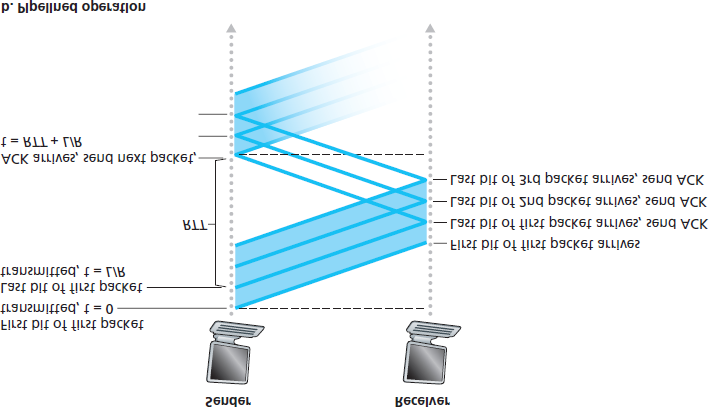 Sender
Receiver
First bit of first packet
transmitted, t = 0
Last bit of first packet
transmitted, t = L/R
First bit of first packet arrives
Last bit of first packet arrives, send ACK
Last bit of 2nd packet arrives, send ACK
Last bit of 3rd packet arrives, send ACK
RTT
ACK arrives, send next packet,
t = RTT + L/R
b. Pipelined operation